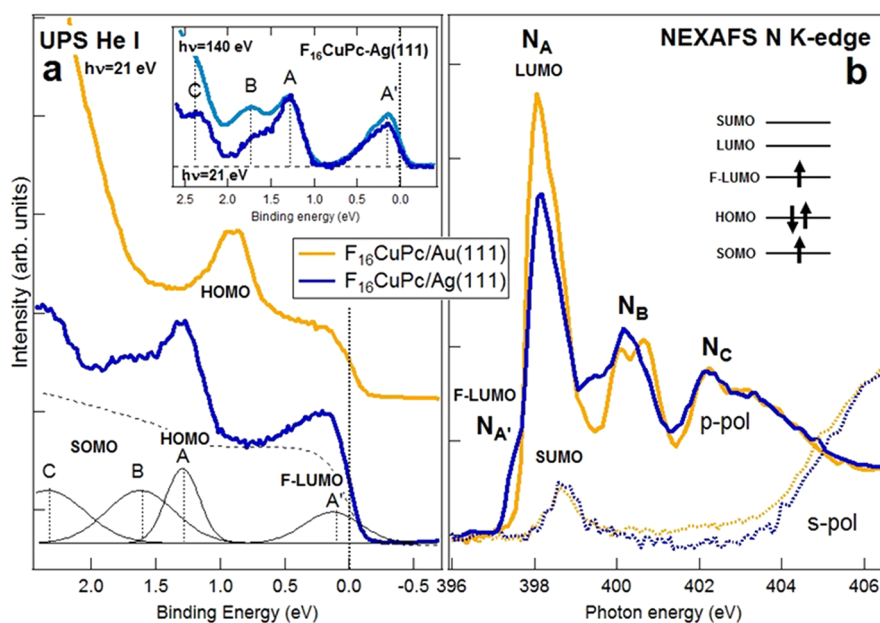 UPS He I
a
hν=21 eV
hν=140 eV
F16CuPc-Ag(111)
C
B
A
A'
hν=21 eV
2.5
2.0
1.5
1.0
0.5
0.0
Binding energy (eV)
HOMO
F16CuPc/Au(111)
F16CuPc/Ag(111)
Intensity (arb. units)
SOMO
HOMO
A
F-LUMO
C
B
A'
2.0
1.5
1.0
0.5
0.0
-0.5
Binding Energy (eV)
NEXAFS N K-edge
b
NA
LUMO
SUMO
LUMO
F-LUMO
HOMO
SOMO
NB
NC
F-LUMO
NA'
p-pol
SUMO
s-pol
396
398
400
402
404
406
Photon energy (eV)